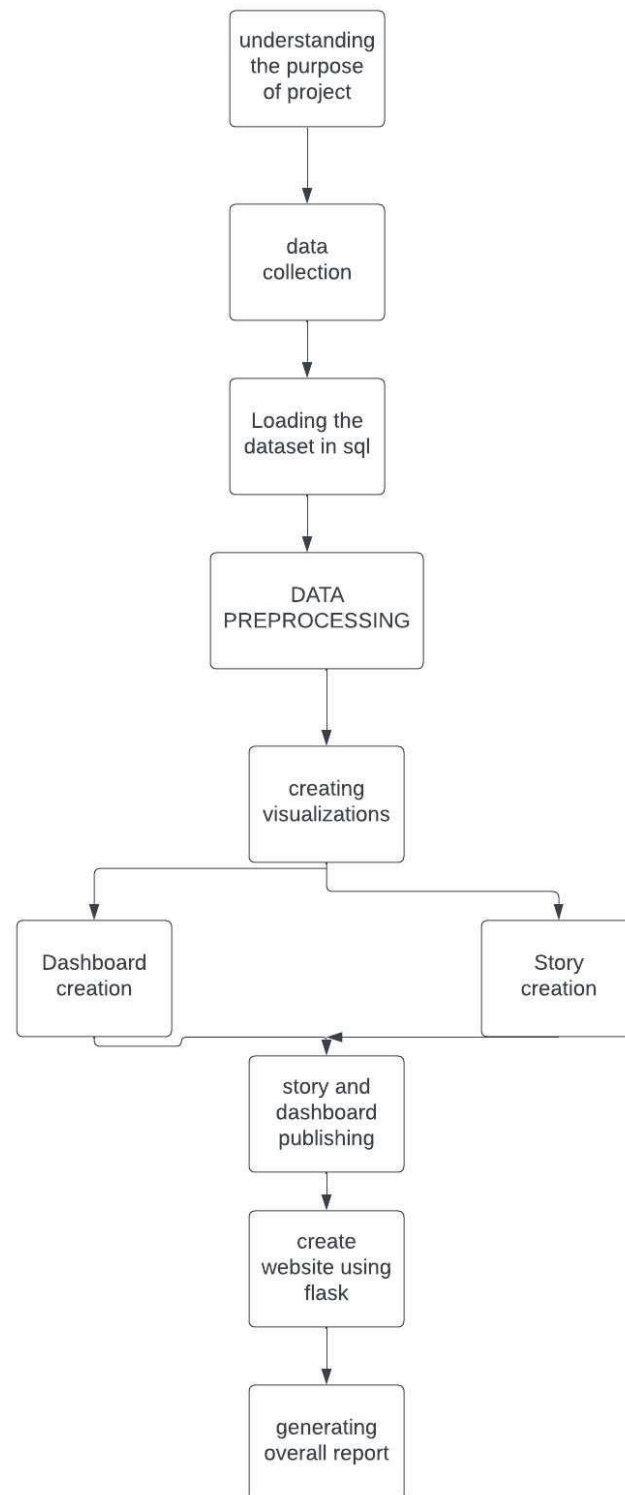 understanding
the purpose
of project
data
collection
Loading the
dataset in sql
DATA
PREPROCESSING
creating
visualizations
Dashboard
creation
Story
creation
story and
dashboard
publishing
create
website using
flask
generating
overall report